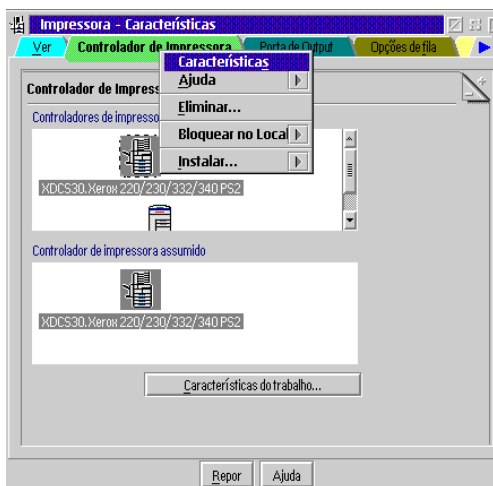 Impressora - Características
Ver Controlador de Impressora Porta de Output Opções de fila
Características
Ajuda
Eliminar...
Bloquear no Local
Instalar...
Controlador de Impress
Controladores de impresso
XDCS30.Xerox 220/230/332/340 PS2
Controlador de impressora assumido
XDCS30.Xerox 220/230/332/340 PS2
Características do trabalho...
Repor Ajuda